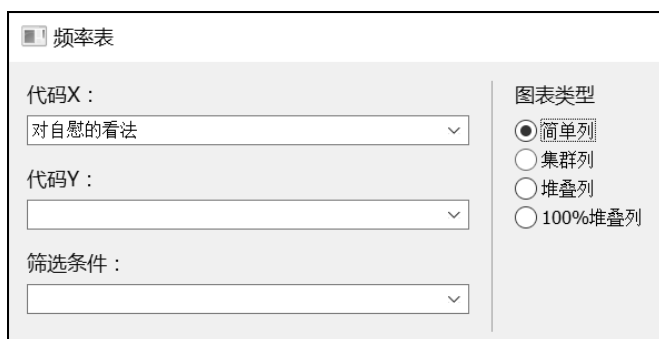 频率表
代码X：
对自慰的看法
代码Y：
筛选条件：
图表类型
简单列
集群列
堆叠列
100%堆叠列